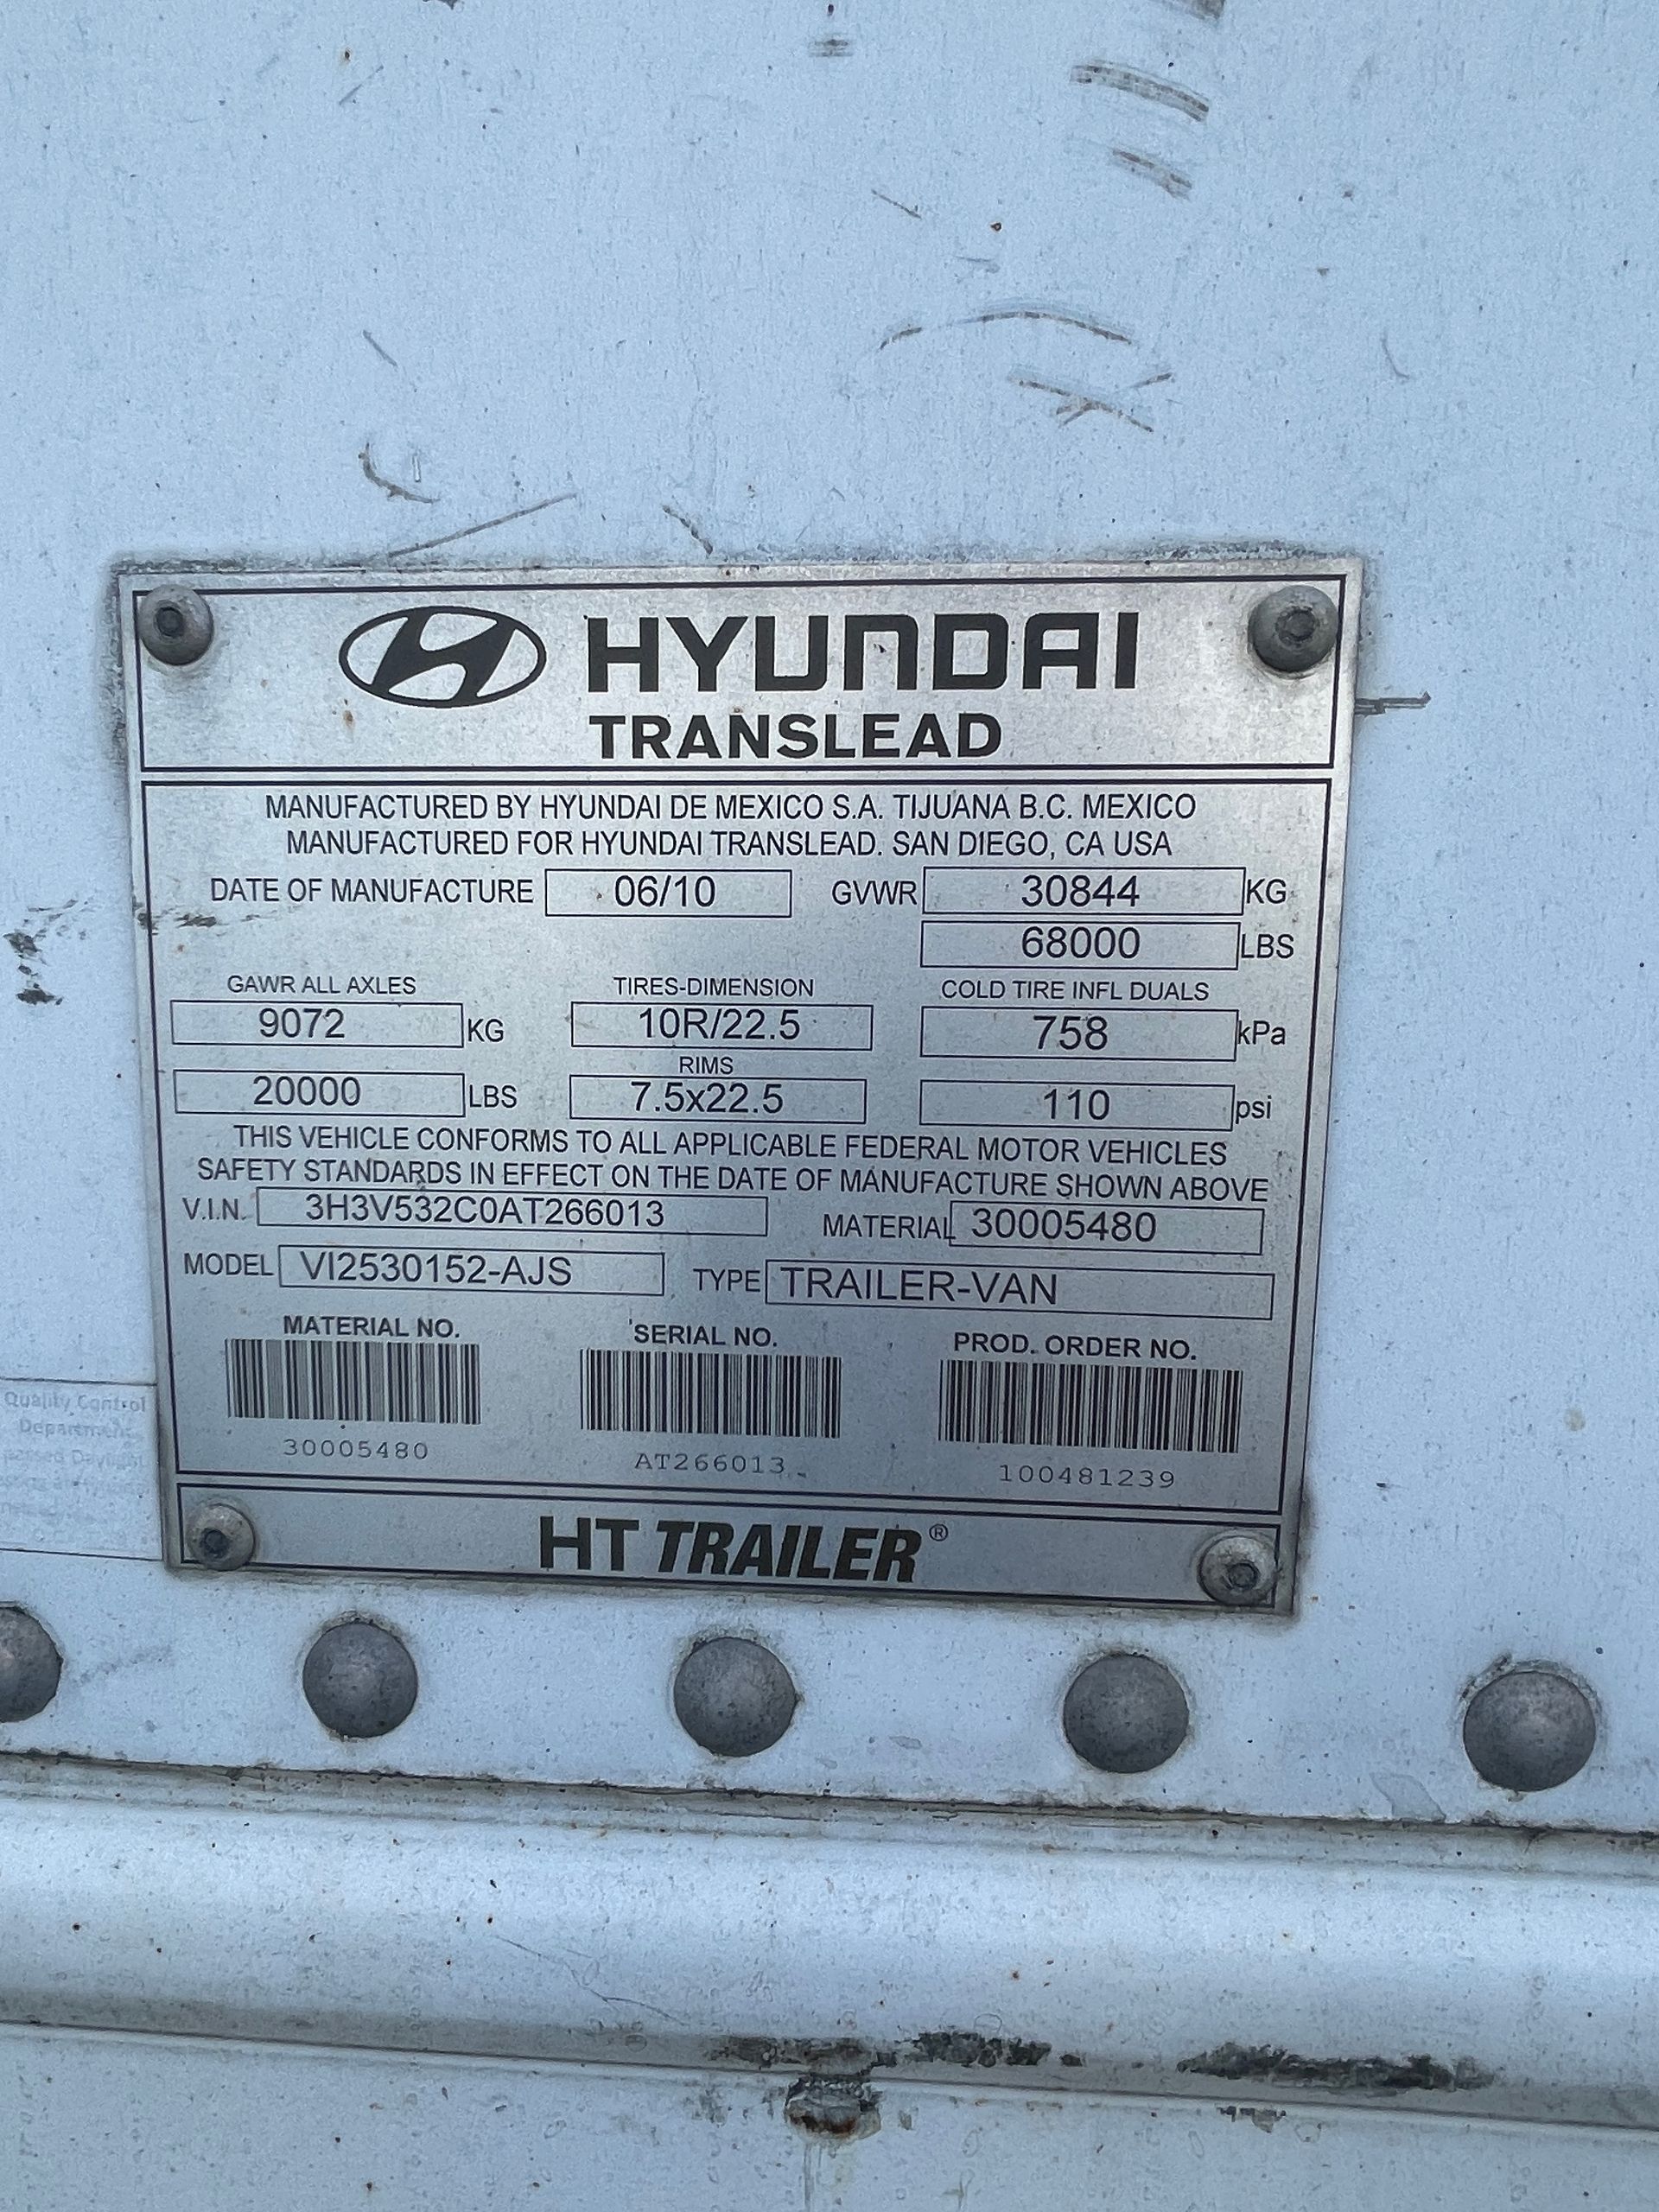 HYUNDAI
TRANSLEAD
MANUFACTURED BY HYUNDAI DE MEXICO S.A. TIJUANA B.C. MEXICO
MANUFACTURED FOR HYUNDAI TRANSLEAD. SAN DIEGO, CA USA
DATE OF MANUFACTURE 06/10 GVWR 30844 KG
68000 LBS
GAWR ALL AXLES TIRES-DIMENSION COLD TIRE INFL DUALS
9072 KG 10R/22.5 758 kPa
RIMS
20000 LBS 7.5x22.5 110 psi
THIS VEHICLE CONFORMS TO ALL APPLICABLE FEDERAL MOTOR VEHICLES
SAFETY STANDARDS IN EFFECT ON THE DATE OF MANUFACTURE SHOWN ABOVE
V.I.N. 3H3V532C0AT266013 MATERIAL 30005480
MODEL VI2530152-AJS TYPE TRAILER-VAN
MATERIAL NO. SERIAL NO. PROD. ORDER NO.
30005480 AT266013 100481239
HT TRAILER®
Quality Control
Department